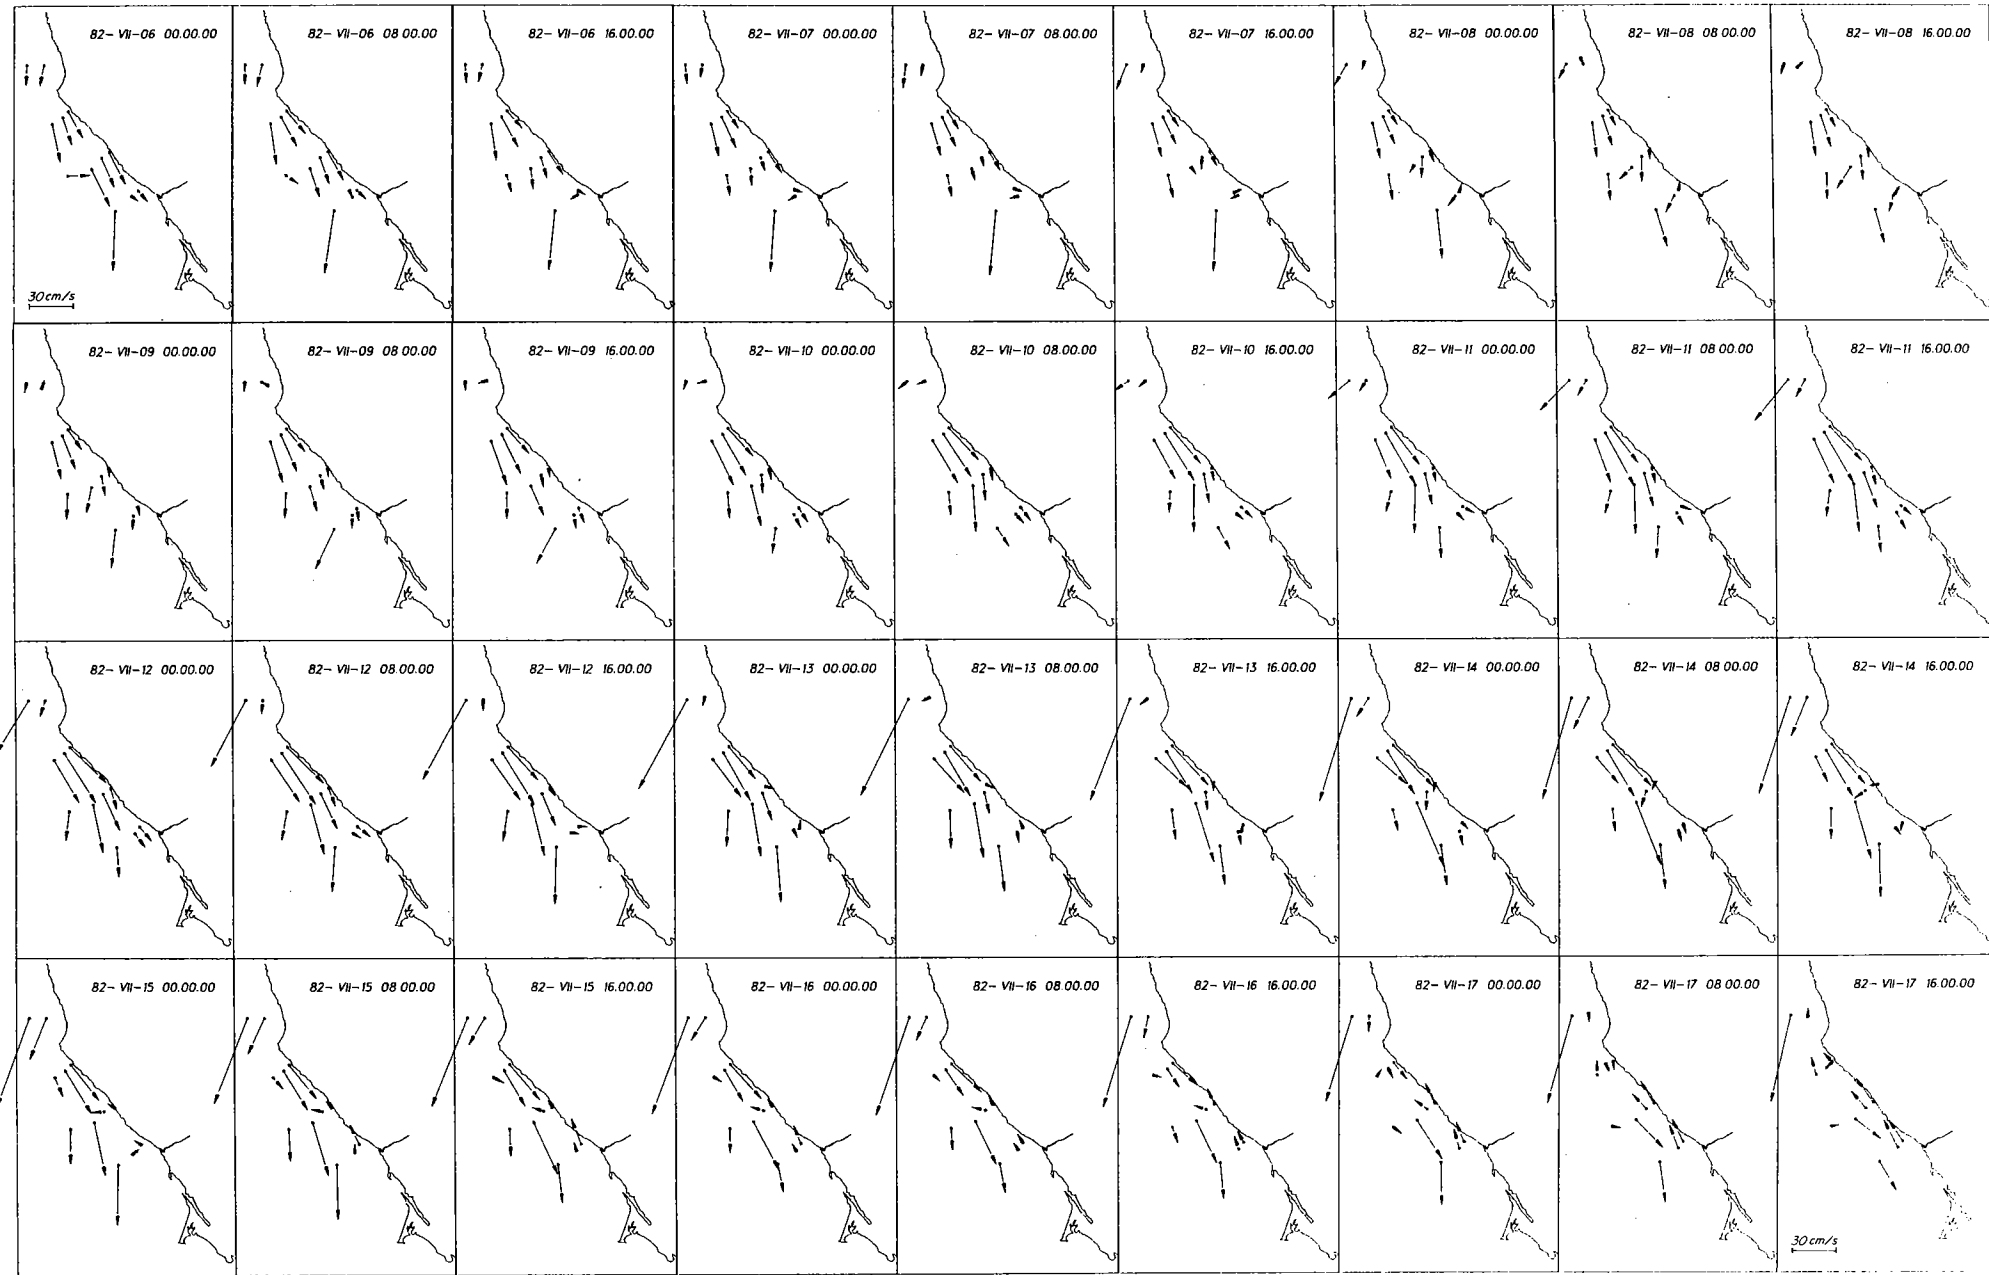 82-VII-06 00.00.00
82-VII-06 08 00.00
82-VII-06 16.00.00
82-VII-07 00.00.00
82-VII-07 08.00.00
82-VII-07 16.00.00
82-VII-08 00.00.00
82-VII-08 08 00.00
82-VII-08 16.00.00
30 cm/s
82-VII-09 00.00.00
82-VII-09 08 00.00
82-VII-09 16.00.00
82-VII-10 00.00.00
82-VII-10 08.00.00
82-VII-10 16.00.00
82-VII-11 00.00.00
82-VII-11 08 00.00
82-VII-11 16.00.00
82-VII-12 00.00.00
82-VII-12 08.00.00
82-VII-12 16.00.00
82-VII-13 00.00.00
82-VII-13 08.00.00
82-VII-13 16.00.00
82-VII-14 00.00.00
82-VII-14 08 00.00
82-VII-14 16.00.00
82-VII-15 00.00.00
82-VII-15 08 00.00
82-VII-15 16.00.00
82-VII-16 00.00.00
82-VII-16 08.00.00
82-VII-16 16.00.00
82-VII-17 00.00.00
82-VII-17 08 00.00
82-VII-17 16.00.00
30 cm/s